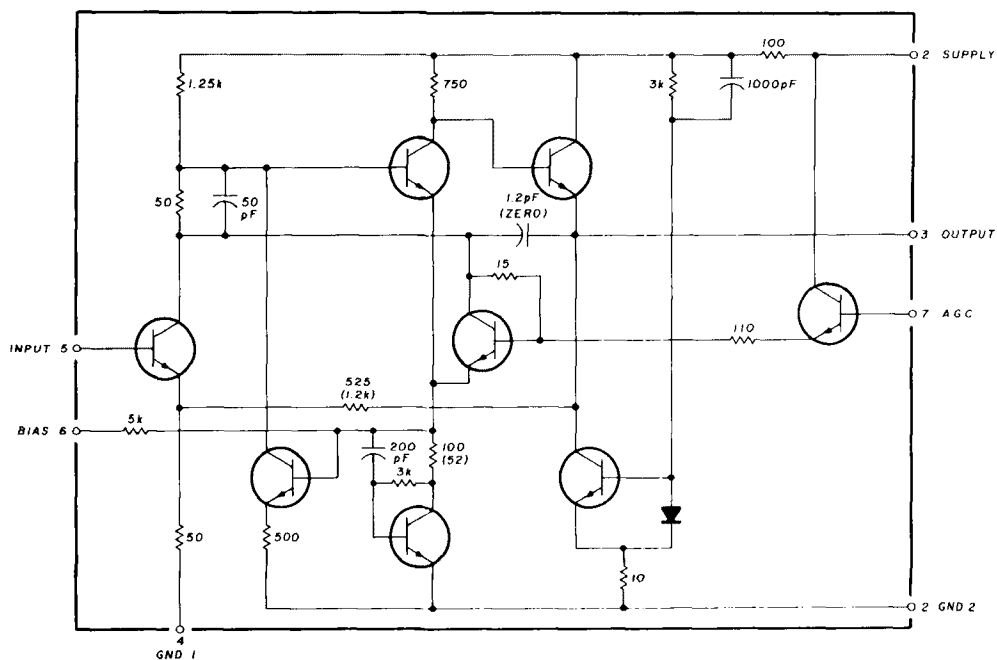 100
2 SUPPLY
1.25k
750
3k
1000pF
50
50
pF
1.2pF
(ZERO)
3 OUTPUT
15
7 AGC
110
INPUT 5
525
(1.2k)
5k
BIAS 6
200
pF
100
(52)
3k
50
500
10
2 GND 2
4
GND 1